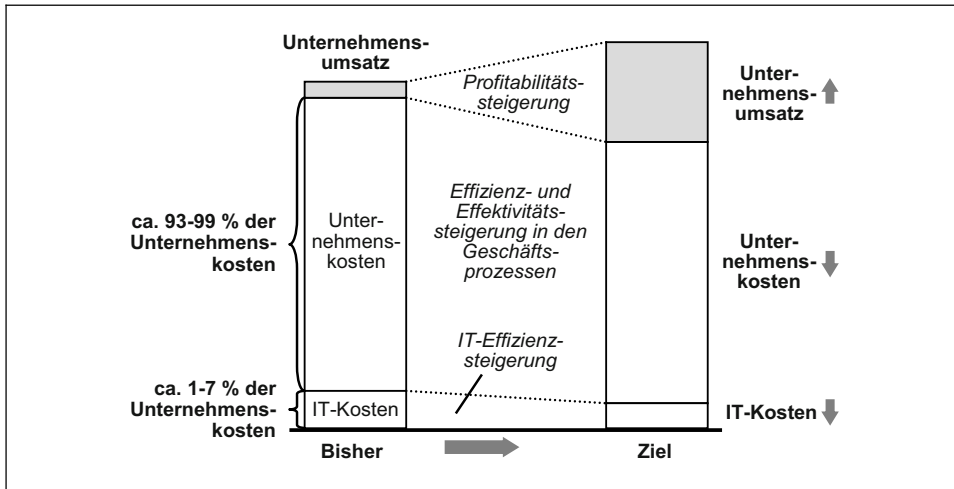 Unternehmens-
umsatz
Profitabilitäts-
steigerung
Unter-
nehmens-
umsatz
ca. 93-99 % der
Unternehmens-
kosten
Unter-
nehmens-
kosten
Effizienz- und
Effektivitäts-
steigerung in den
Geschäfts-
prozessen
Unter-
nehmens-
kosten
IT-Effizienz-
steigerung
ca. 1-7 % der
Unternehmens-
kosten
IT-Kosten
IT-Kosten
Bisher
Ziel